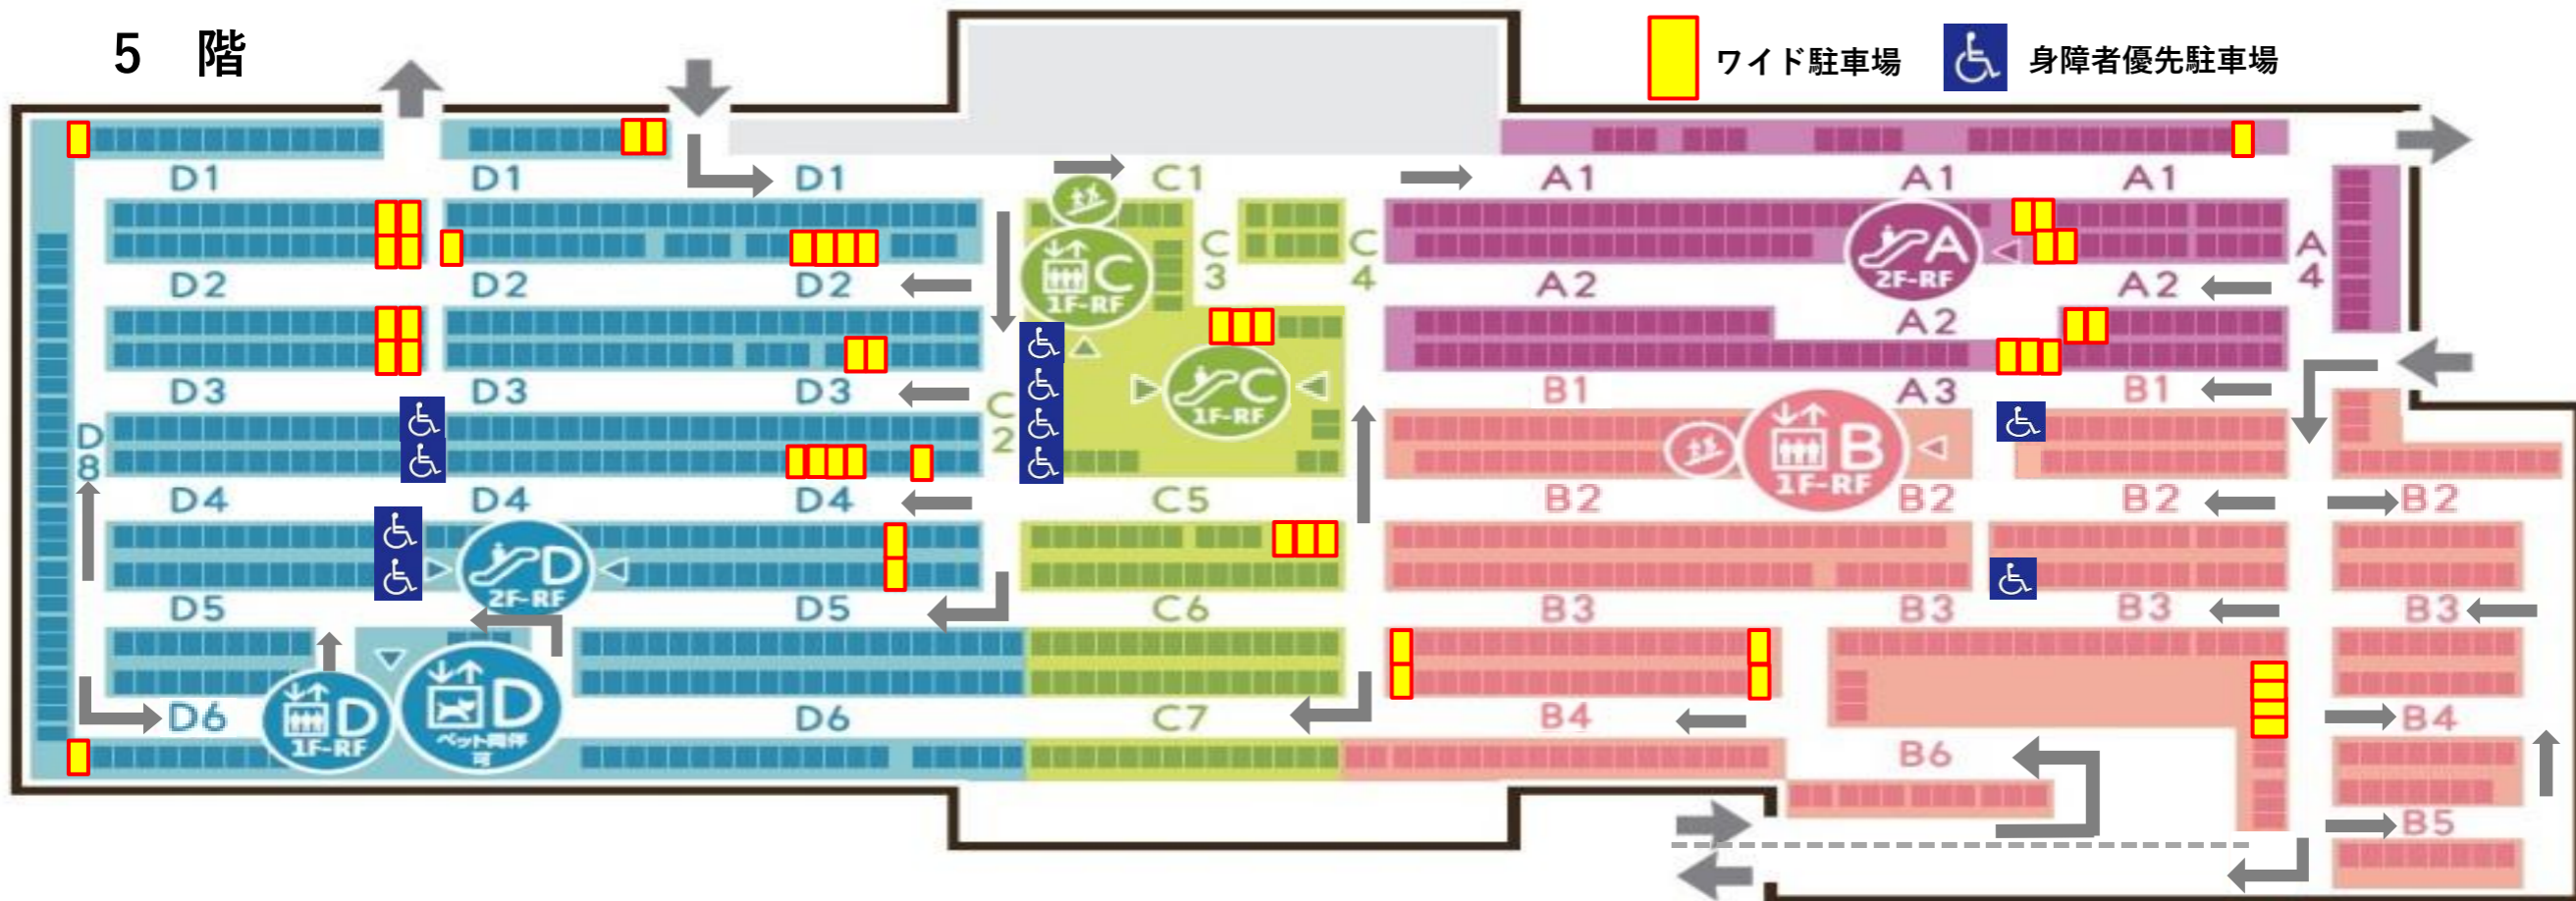 5 階
ワイド駐車場 身障者優先駐車場
D1 D1 D1 C1 A1 A1 A1
C3 C4 A4
C 1F-RF
A 2F-RF
D2 D2 D2 A2 A2
A2
D3 D3 D3 B1 A3 B1
C 1F-RF
C2
D8
B 1F-RF
D4 D4 D4 C5 B2 B2 B2 B2
D 2F-RF
D5 D5 C6 B3 B3 B3 B3
D6 D6 C7 B4 B4
D 1F-RF
D ペット同伴可
B6
B5